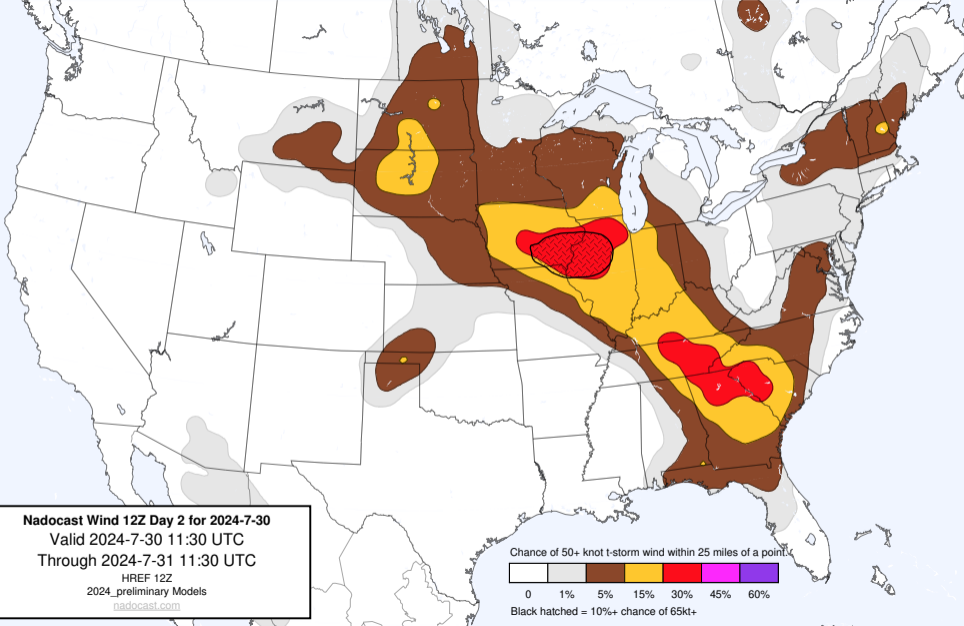 Nadocast Wind 12Z Day 2 for 2024-7-30
Valid 2024-7-30 11:30 UTC
Through 2024-7-31 11:30 UTC
HREF 12Z
2024_preliminary Models
nadocast.com
Chance of 50+ knot t-storm wind within 25 miles of a point.
0 1% 5% 15% 30% 45% 60%
Black hatched = 10%+ chance of 65kt+